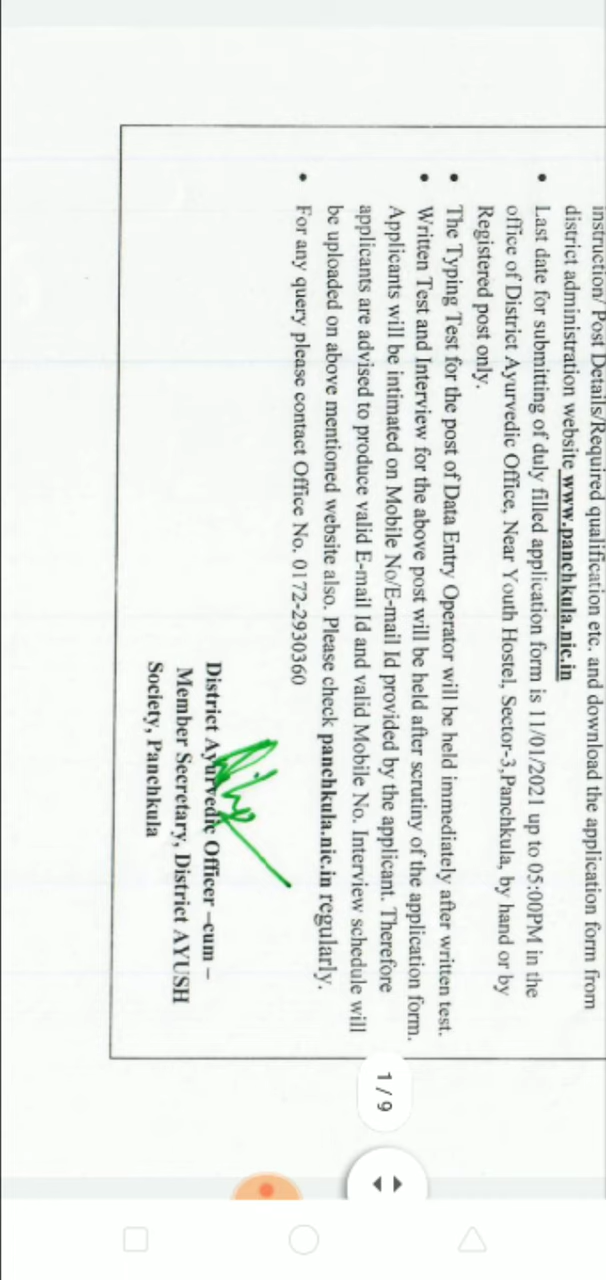 instruction/ Post Details/Required qualification etc. and download the application form from
district administration website www.panchkula.nic.in
• Last date for submitting of duly filled application form is 11/01/2021 up to 05:00PM in the
office of District Ayurvedic Office, Near Youth Hostel, Sector-3,Panchkula, by hand or by
Registered post only.
• The Typing Test for the post of Data Entry Operator will be held immediately after written test.
• Written Test and Interview for the above post will be held after scrutiny of the application form.
Applicants will be intimated on Mobile No/E-mail Id provided by the applicant. Therefore
applicants are advised to produce valid E-mail Id and valid Mobile No. Interview schedule will
be uploaded on above mentioned website also. Please check panchkula.nic.in regularly.
• For any query please contact Office No. 0172-2930360
District Ayurvedic Officer –cum –
Member Secretary, District AYUSH
Society, Panchkula
1/9